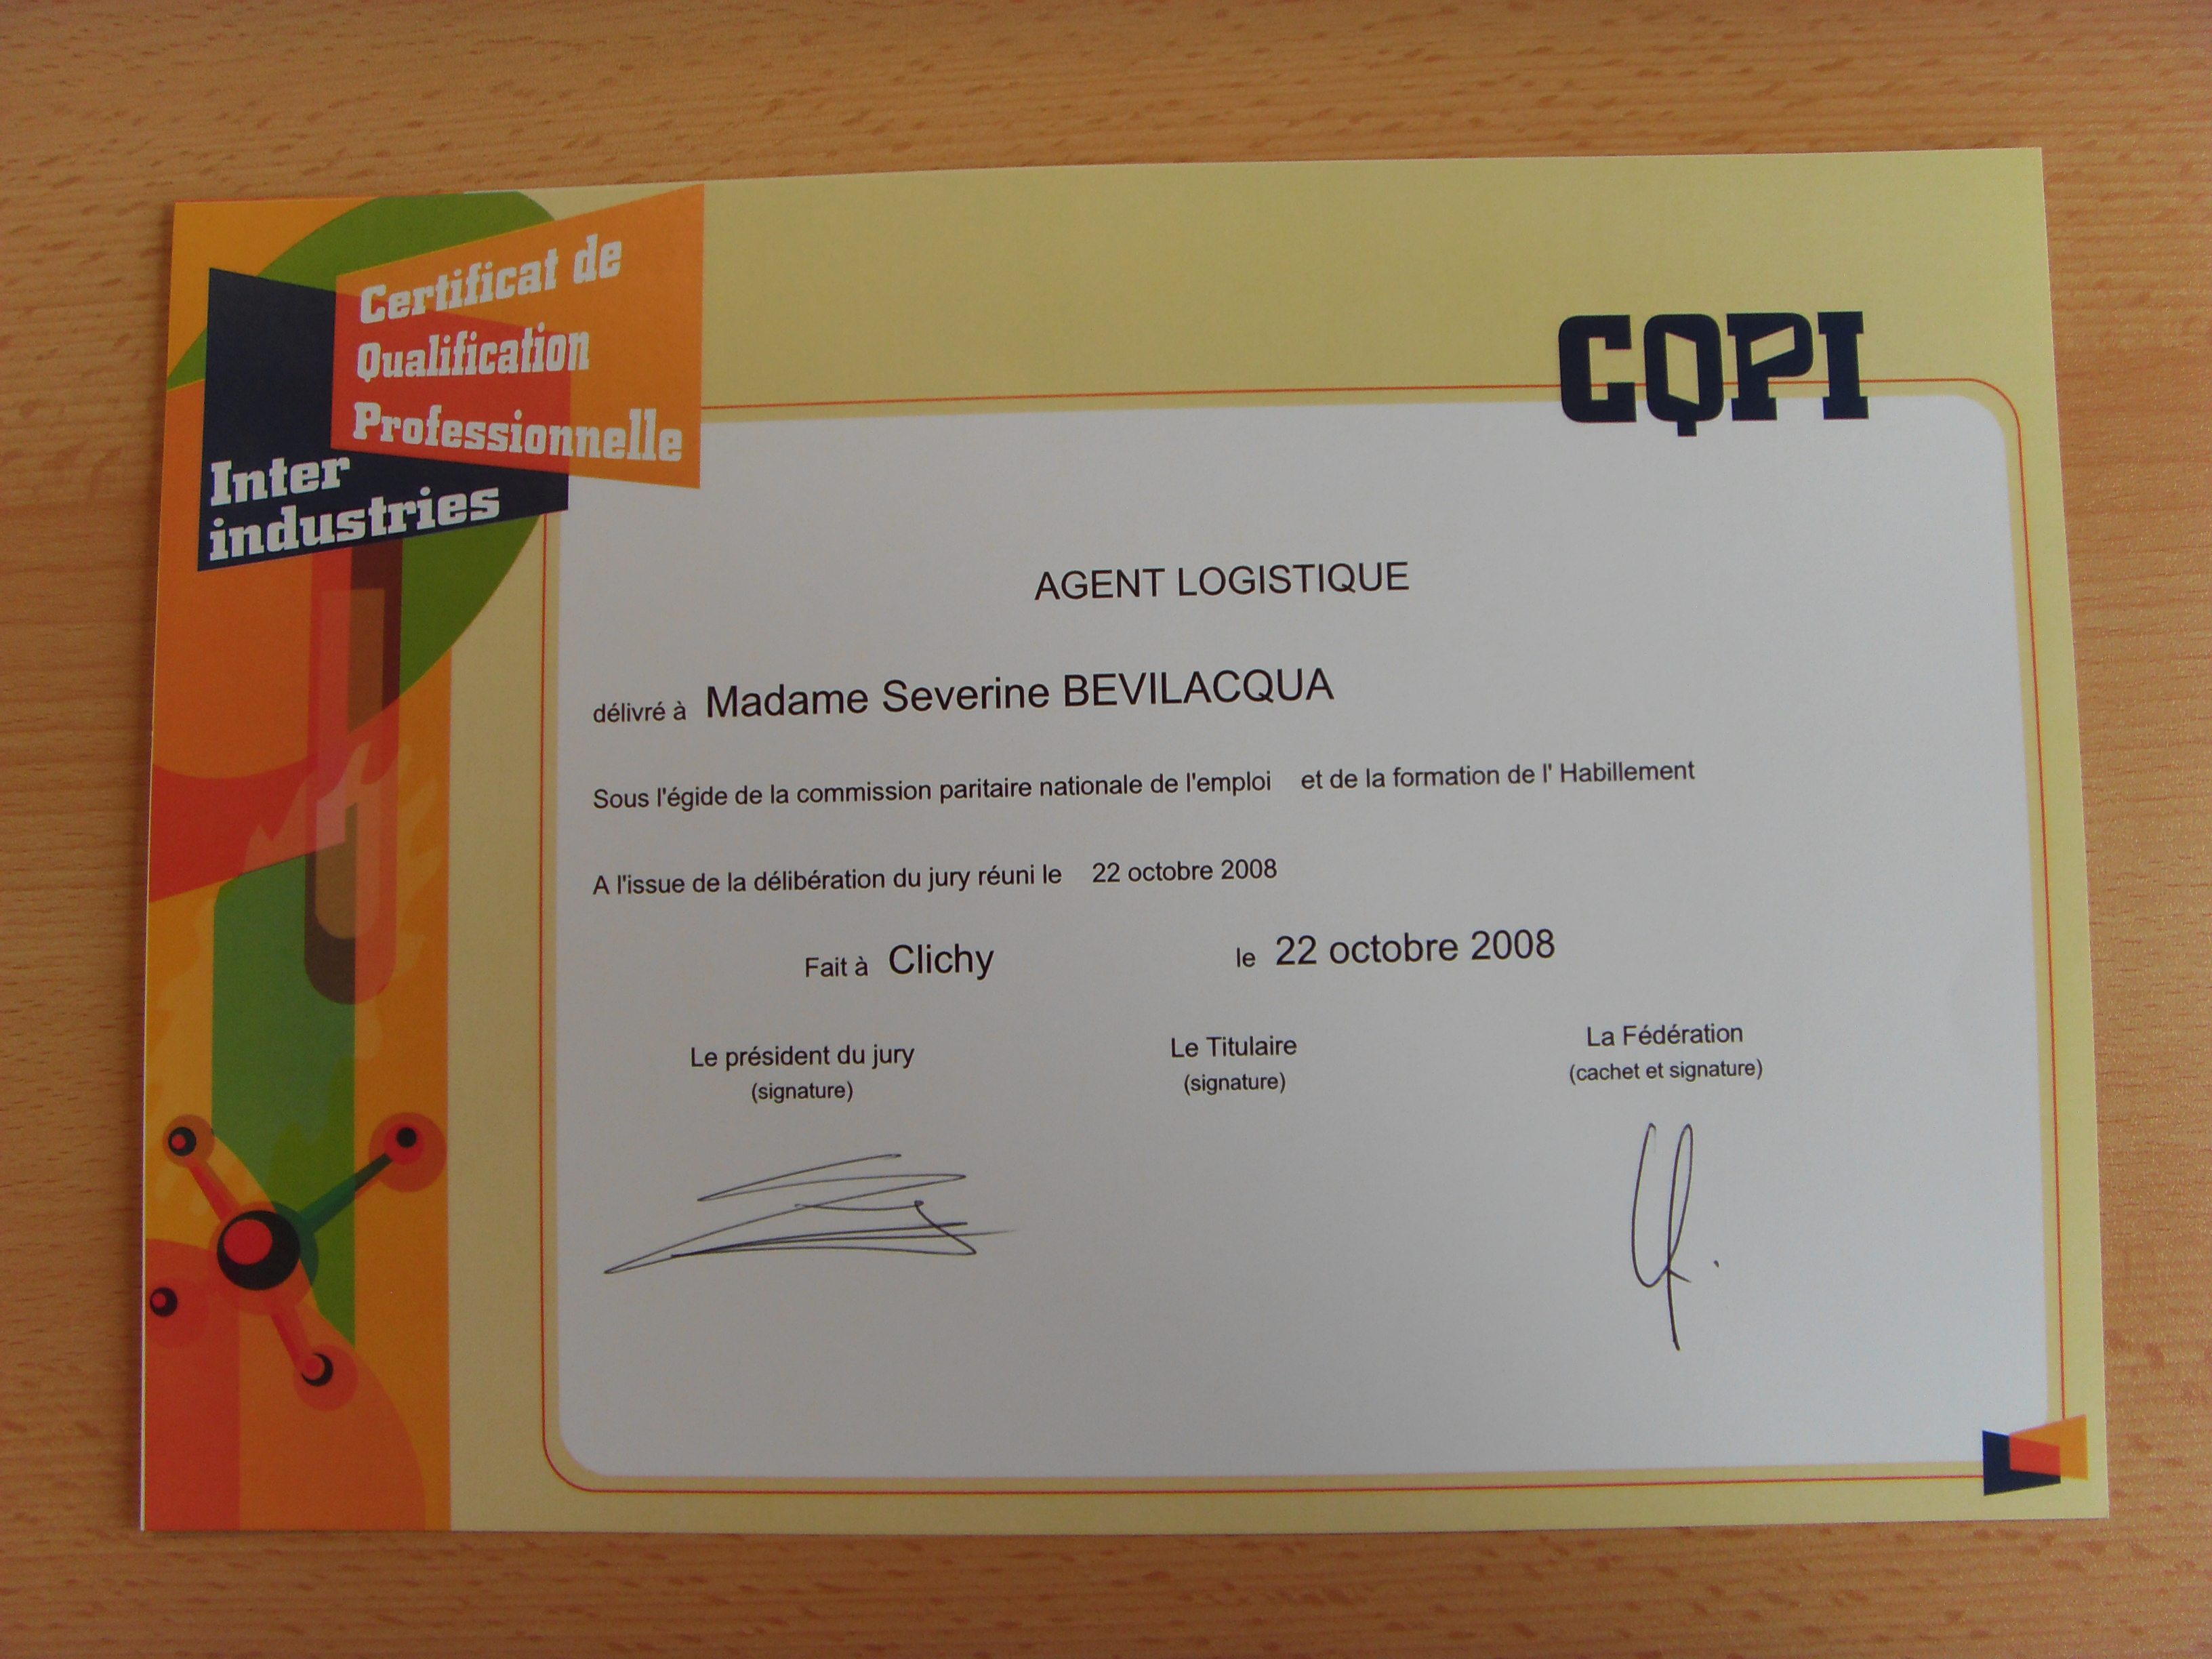 Certificat de
Qualification
Professionnelle
Inter
industries
CQPI
AGENT LOGISTIQUE
délivré à Madame Severine BEVILACQUA
Sous l'égide de la commission paritaire nationale de l'emploi et de la formation de l' Habillement
A l'issue de la délibération du jury réuni le 22 octobre 2008
Fait à Clichy le 22 octobre 2008
Le président du jury
(signature)
Le Titulaire
(signature)
La Fédération
(cachet et signature)